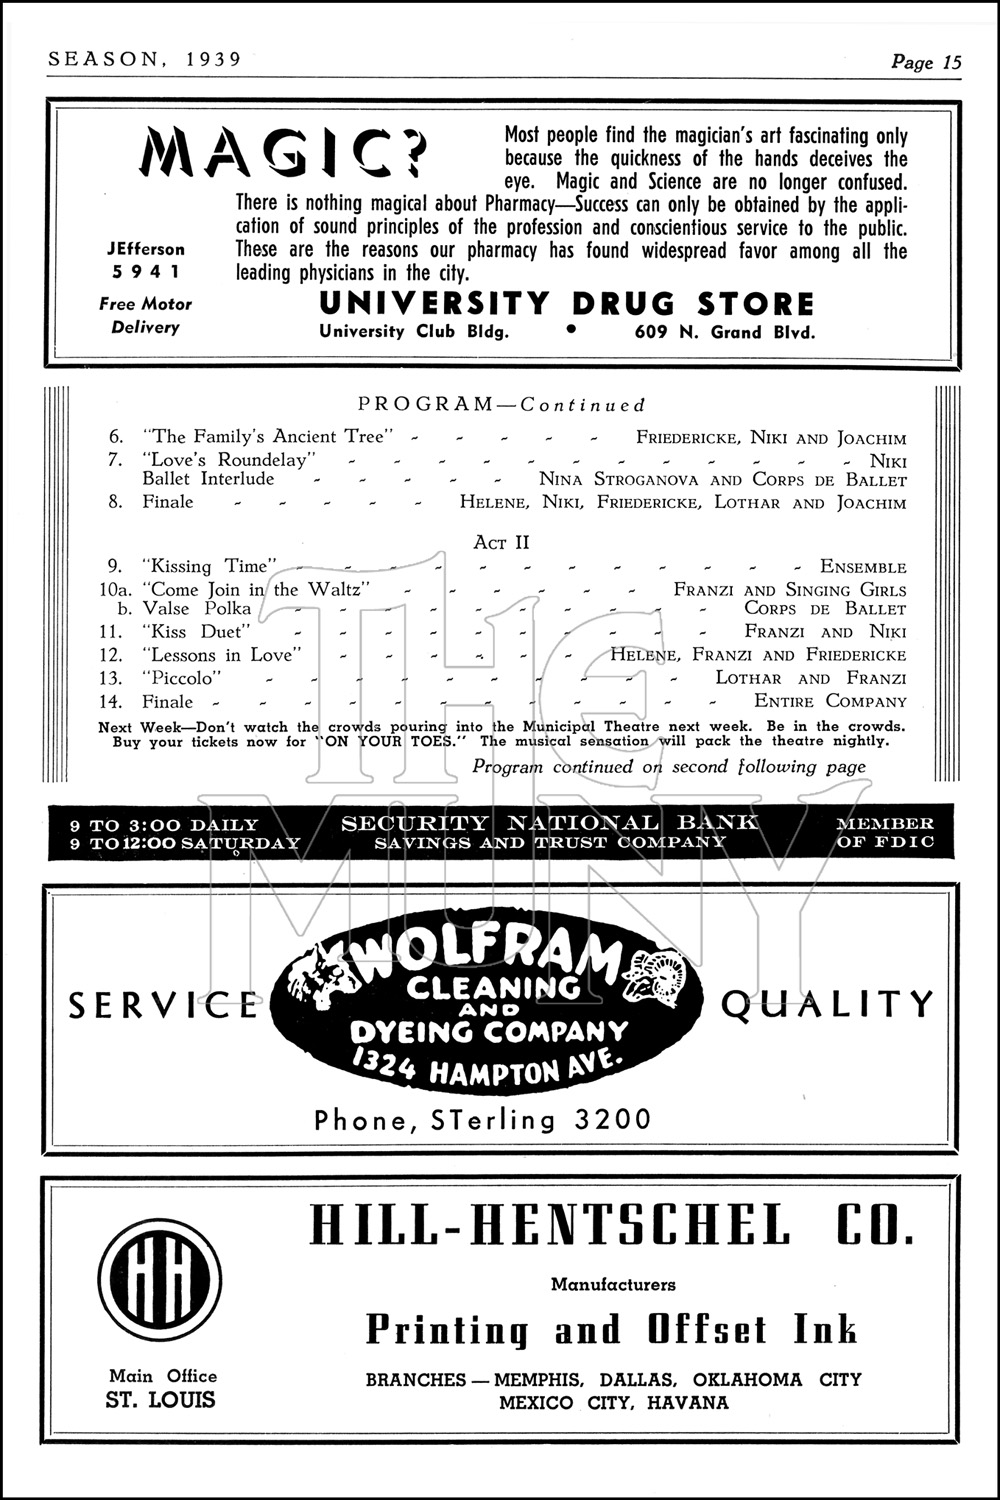 SEASON, 1939 Page 15
MAGIC?
Most people find the magician's art fascinating only
because the quickness of the hands deceives the
eye. Magic and Science are no longer confused.
There is nothing magical about Pharmacy—Success can only be obtained by the appli-
cation of sound principles of the profession and conscientious service to the public.
These are the reasons our pharmacy has found widespread favor among all the
leading physicians in the city.
JEfferson
5941
Free Motor
Delivery
UNIVERSITY DRUG STORE
University Club Bldg. • 609 N. Grand Blvd.
PROGRAM—Continued
6. "The Family's Ancient Tree" - - - - - FRIEDERICKE, NIKI AND JOACHIM
7. "Love's Roundelay" - - - - - - - - - - - - NIKI
Ballet Interlude - - - - - NINA STROGANOVA AND CORPS DE BALLET
8. Finale - - - - - HELENE, NIKI, FRIEDERICKE, LOTHAR AND JOACHIM
ACT II
9. "Kissing Time" - - - - - - - - - - - - ENSEMBLE
10a. "Come Join in the Waltz" - - - - - - FRANZI AND SINGING GIRLS
b. Valse Polka - - - - - - - - - - CORPS DE BALLET
11. "Kiss Duet" - - - - - - - - - - FRANZI AND NIKI
12. "Lessons in Love" - - - - - - HELENE, FRANZI AND FRIEDERICKE
13. "Piccolo" - - - - - - - - - - LOTHAR AND FRANZI
14. Finale - - - - - - - - - - - - ENTIRE COMPANY
Next Week—Don't watch the crowds pouring into the Municipal Theatre next week. Be in the crowds.
Buy your tickets now for "ON YOUR TOES." The musical sensation will pack the theatre nightly.
Program continued on second following page
THE
MUNY
9 TO 3:00 DAILY SECURITY NATIONAL BANK MEMBER
9 TO 12:00 SATURDAY SAVINGS AND TRUST COMPANY OF FDIC
SERVICE
WOLFRAM
CLEANING
AND
DYEING COMPANY
1324 HAMPTON AVE.
QUALITY
Phone, STerling 3200
HH
Main Office
ST. LOUIS
HILL-HENTSCHEL CO.
Manufacturers
Printing and Offset Ink
BRANCHES — MEMPHIS, DALLAS, OKLAHOMA CITY
MEXICO CITY, HAVANA